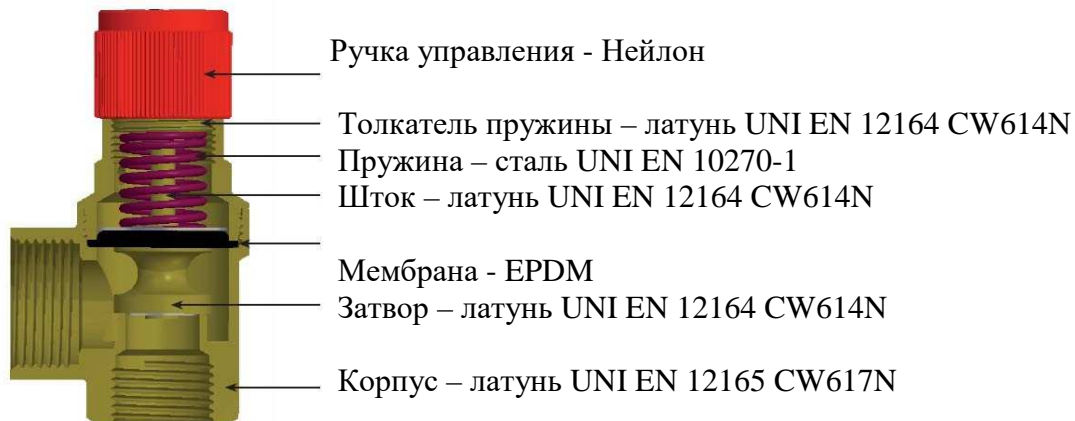 Ручка управления - Нейлон
Толкатель пружины – латунь UNI EN 12164 CW614N
Пружина – сталь UNI EN 10270-1
Шток – латунь UNI EN 12164 CW614N
Мембрана - EPDM
Затвор – латунь UNI EN 12164 CW614N
Корпус – латунь UNI EN 12165 CW617N